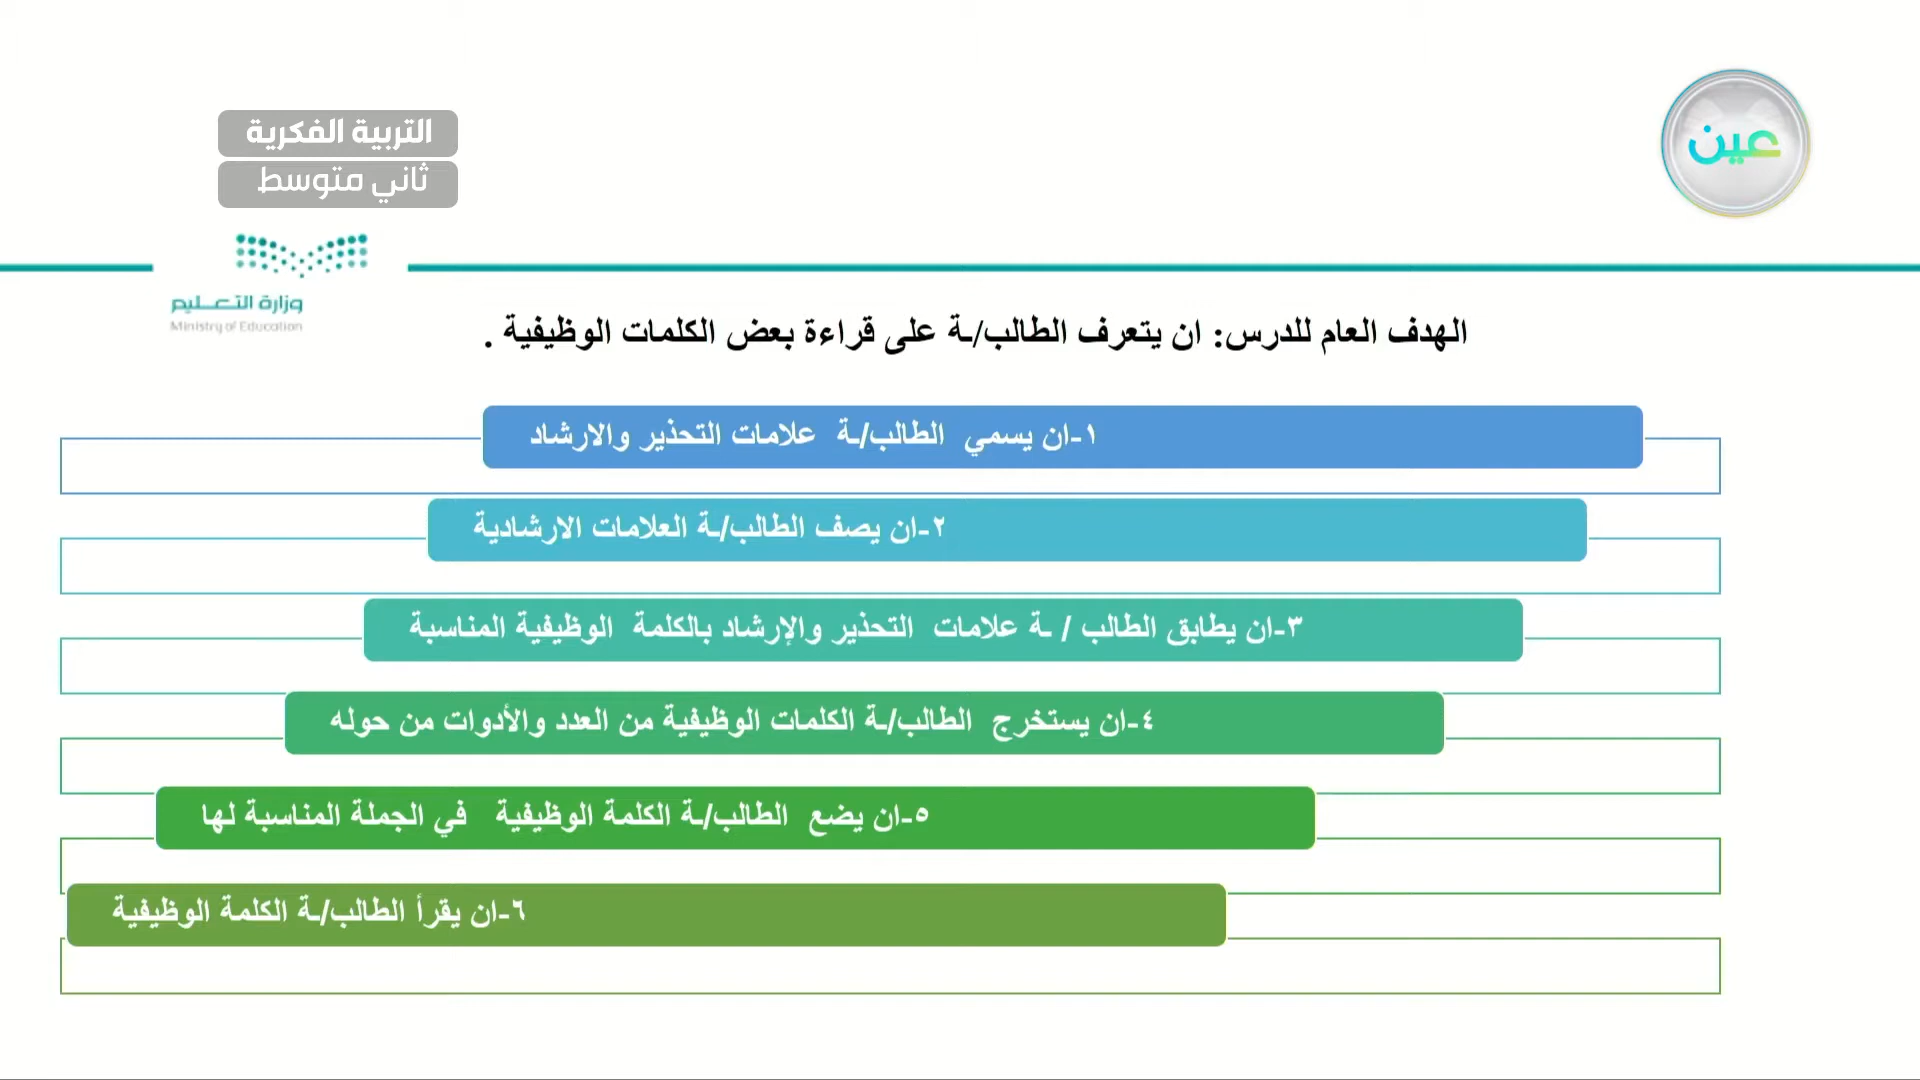 عين
التربية الفكرية
ثاني متوسط
وزارة التعليم
Ministry of Education
الهدف العام للدرس: ان يتعرف الطالب/ـة على قراءة بعض الكلمات الوظيفية .
١-ان يسمي الطالب/ـة علامات التحذير والارشاد
٢-ان يصف الطالب/ـة العلامات الارشادية
٣-ان يطابق الطالب / ـة علامات التحذير والإرشاد بالكلمة الوظيفية المناسبة
٤-ان يستخرج الطالب/ـة الكلمات الوظيفية من العدد والأدوات من حوله
٥-ان يضع الطالب/ـة الكلمة الوظيفية في الجملة المناسبة لها
٦-ان يقرأ الطالب/ـة الكلمة الوظيفية